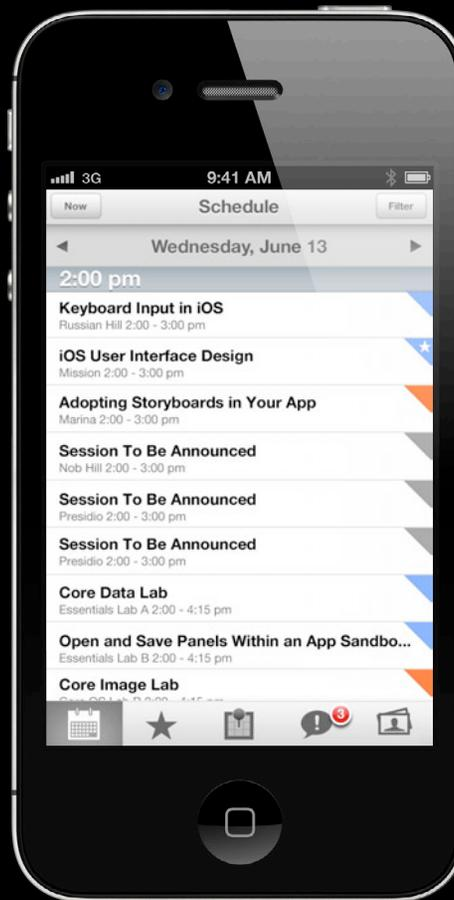 3G 9:41 AM
Now Schedule Filter
Wednesday, June 13
2:00 pm
Keyboard Input in iOS
Russian Hill 2:00 - 3:00 pm
iOS User Interface Design
Mission 2:00 - 3:00 pm
Adopting Storyboards in Your App
Marina 2:00 - 3:00 pm
Session To Be Announced
Nob Hill 2:00 - 3:00 pm
Session To Be Announced
Presidio 2:00 - 3:00 pm
Session To Be Announced
Presidio 2:00 - 3:00 pm
Core Data Lab
Essentials Lab A 2:00 - 4:15 pm
Open and Save Panels Within an App Sandbo...
Essentials Lab B 2:00 - 4:15 pm
Core Image Lab
3